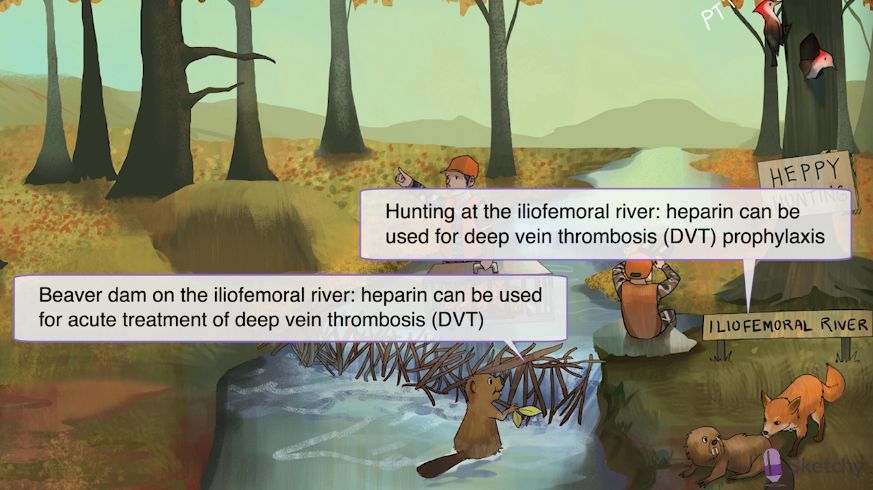 PT
HEPPY
HUNTING
Hunting at the iliofemoral river: heparin can be
used for deep vein thrombosis (DVT) prophylaxis
Beaver dam on the iliofemoral river: heparin can be used
for acute treatment of deep vein thrombosis (DVT)
ILIOFEMORAL RIVER
Sketchy